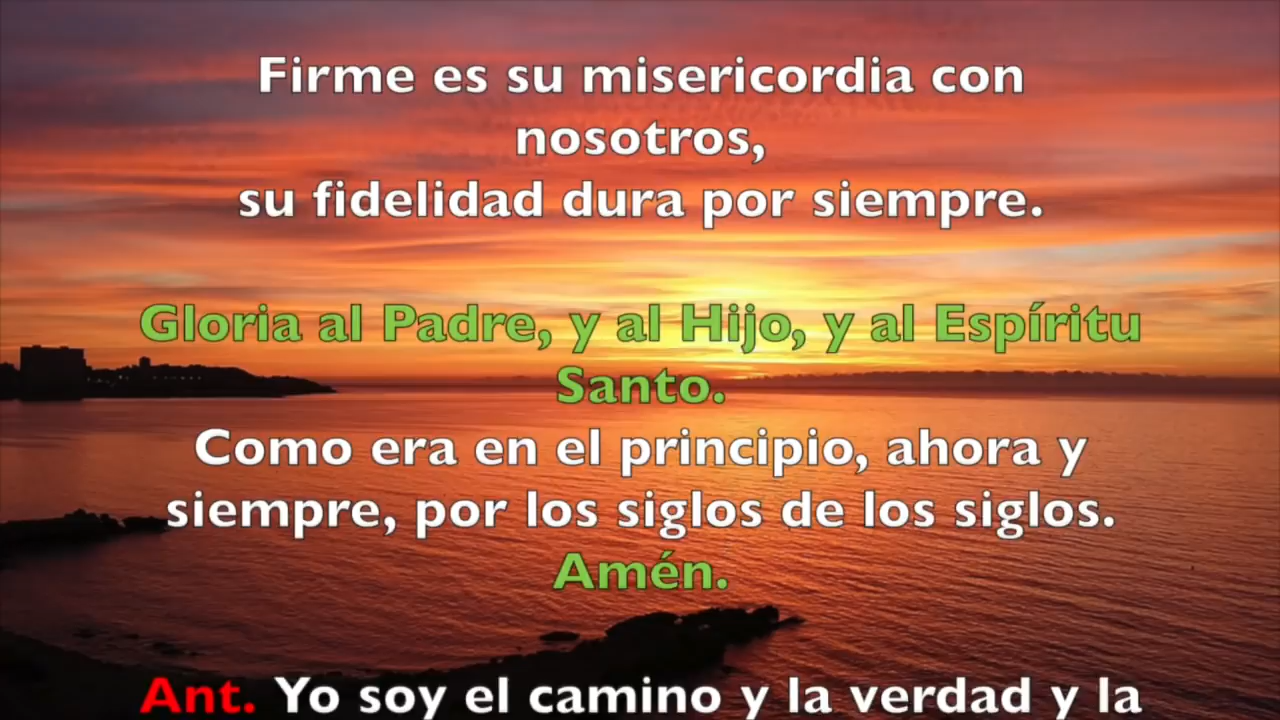 Firme es su misericordia con
nosotros,
su fidelidad dura por siempre.
Gloria al Padre, y al Hijo, y al Espíritu
Santo.
Como era en el principio, ahora y
siempre, por los siglos de los siglos.
Amén.
Ant. Yo soy el camino y la verdad y la